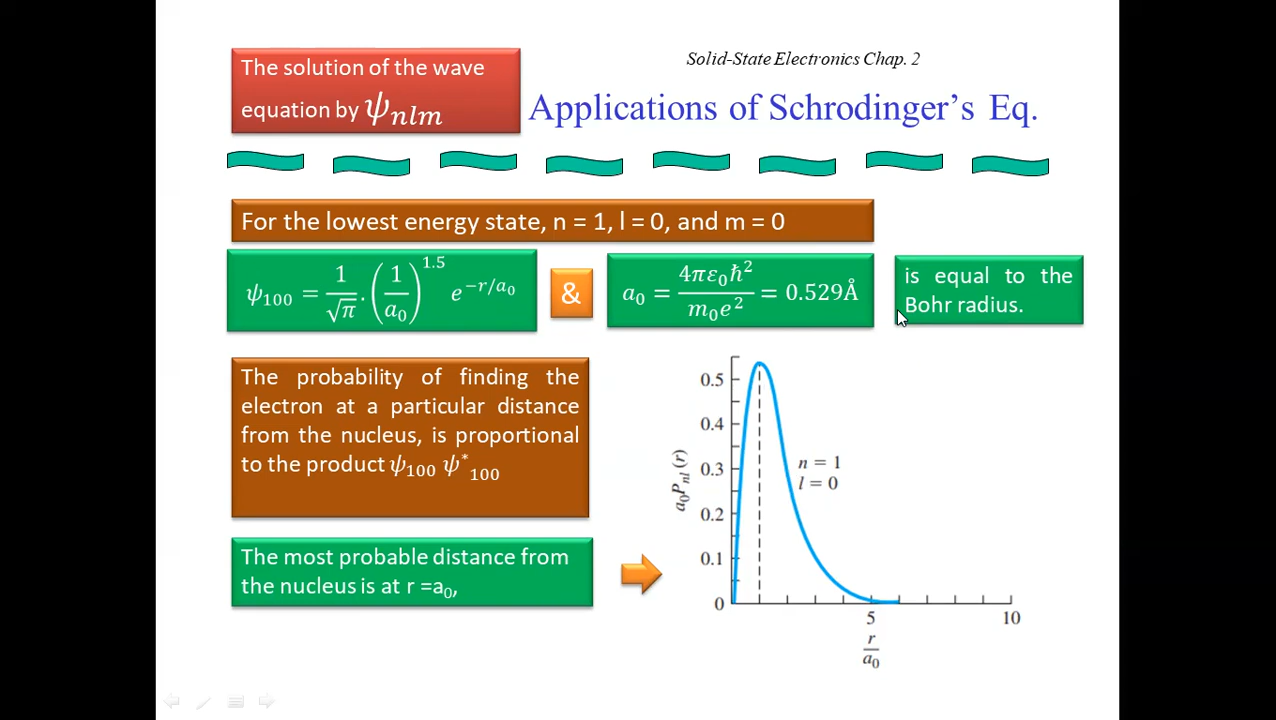 The solution of the wave
equation by ψₙₗₘ
Solid-State Electronics Chap. 2
Applications of Schrodinger's Eq.
For the lowest energy state, n = 1, l = 0, and m = 0
ψ₁₀₀ = 1/√π . (1/a₀)^1.5 e^(−r/a₀)
&
a₀ = 4πε₀ħ²/m₀e² = 0.529Å
is equal to the
Bohr radius.
The probability of finding the
electron at a particular distance
from the nucleus, is proportional
to the product ψ₁₀₀ ψ*₁₀₀
The most probable distance from
the nucleus is at r =a₀,
a₀Pₙₗ(r)
0.5
0.4
0.3
0.2
0.1
0
n = 1
l = 0
5
10
r/a₀